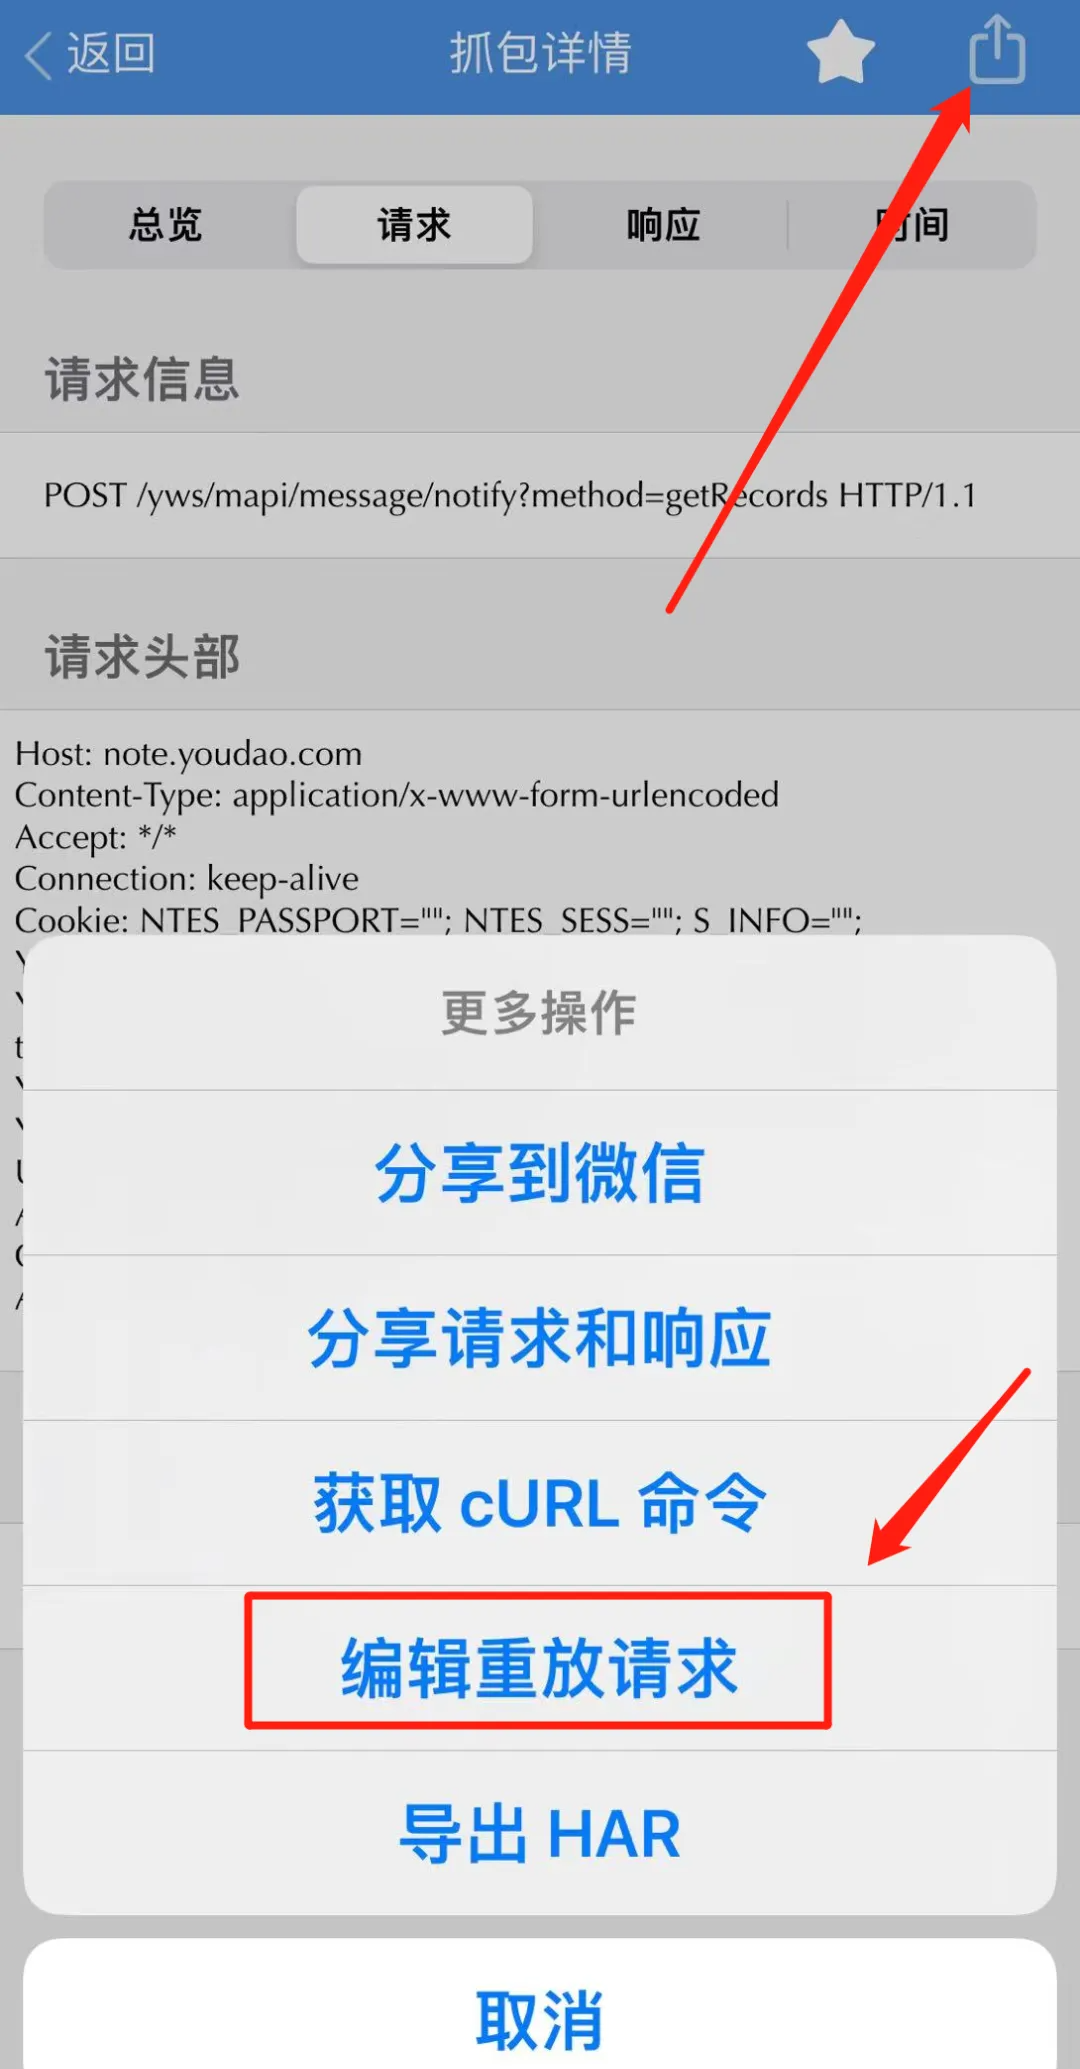 返回
抓包详情
总览
请求
响应
时间
请求信息
POST /yws/mapi/message/notify?method=getRecords HTTP/1.1
请求头部
Host: note.youdao.com
Content-Type: application/x-www-form-urlencoded
Accept: */*
Connection: keep-alive
Cookie: NTES_PASSPORT=""; NTES_SESS=""; S_INFO="";
更多操作
分享到微信
分享请求和响应
获取 cURL 命令
编辑重放请求
导出 HAR
取消